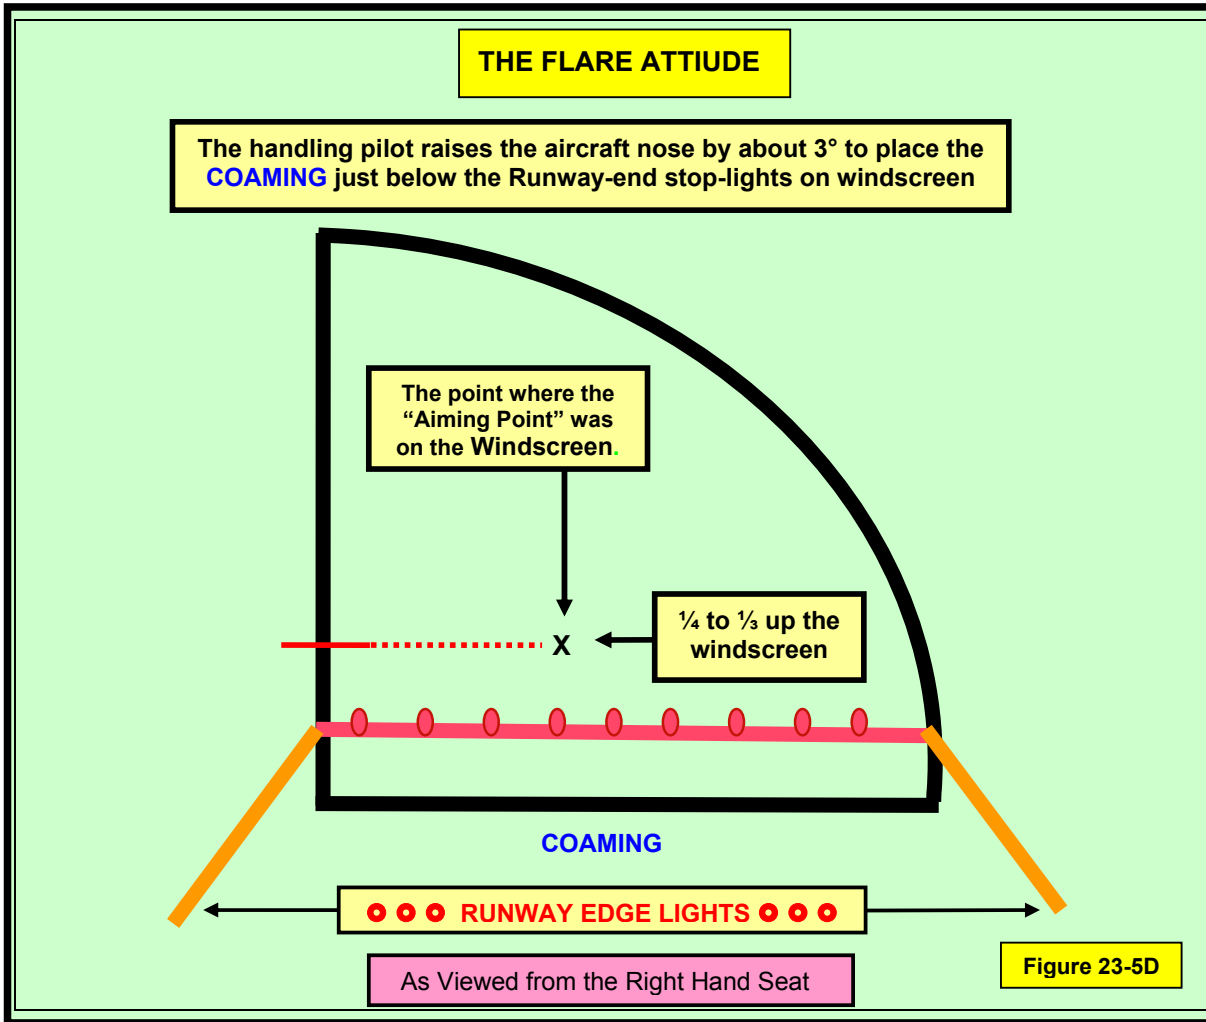 THE FLARE ATTIUDE
The handling pilot raises the aircraft nose by about 3° to place the
COAMING just below the Runway-end stop-lights on windscreen
The point where the
“Aiming Point” was
on the Windscreen.
X
¼ to ⅓ up the
windscreen
COAMING
RUNWAY EDGE LIGHTS
As Viewed from the Right Hand Seat
Figure 23-5D